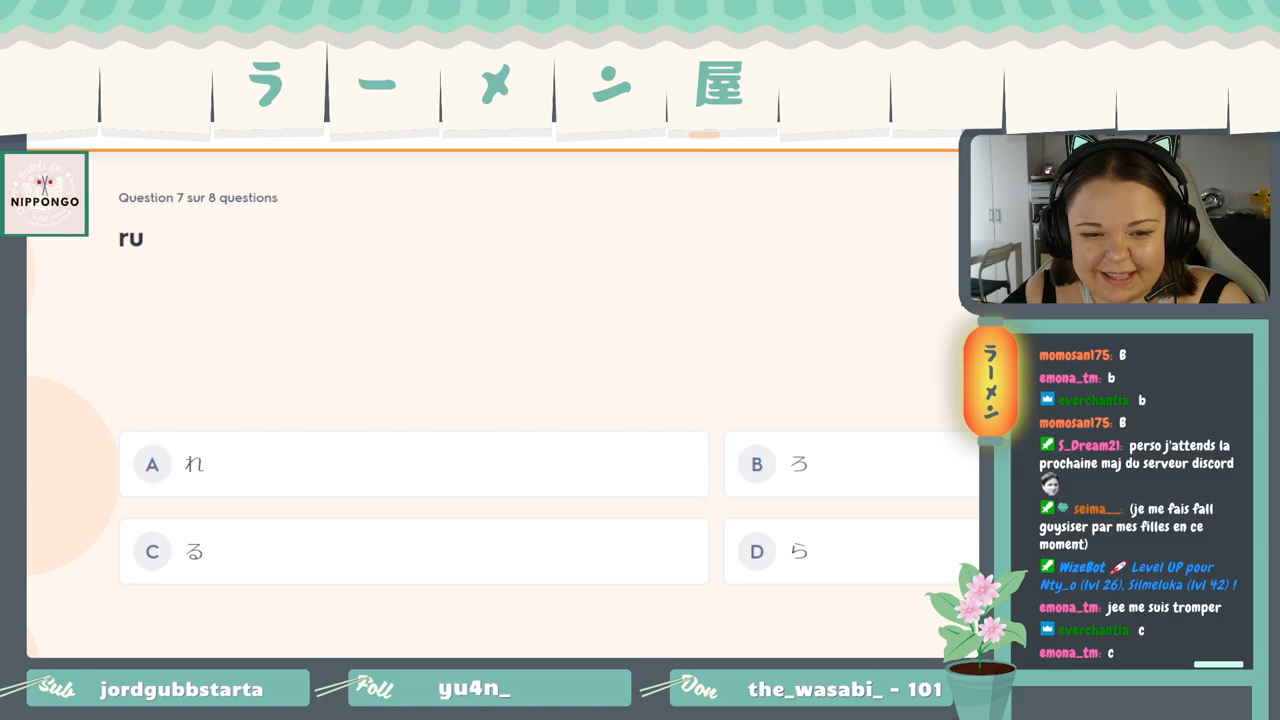 ラーメン屋
NIPPONGO
Question 7 sur 8 questions
ru
A れ
B ろ
C る
D ら
ラーメン
momosan175: B
emona_tm: b
everchantia: b
momosan175: B
S_Dream21: perso j'attends la
prochaine maj du serveur discord
seima__: (je me fais fall
guysiser par mes filles en ce
moment)
WizeBot 🚀 Level UP pour
Nty_o (lvl 26), Silmeluka (lvl 42) !
emona_tm: jee me suis tromper
everchantia: c
emona_tm: c
Sub jordgubbstarta
Foll yu4n_
Don the_wasabi_ - 101